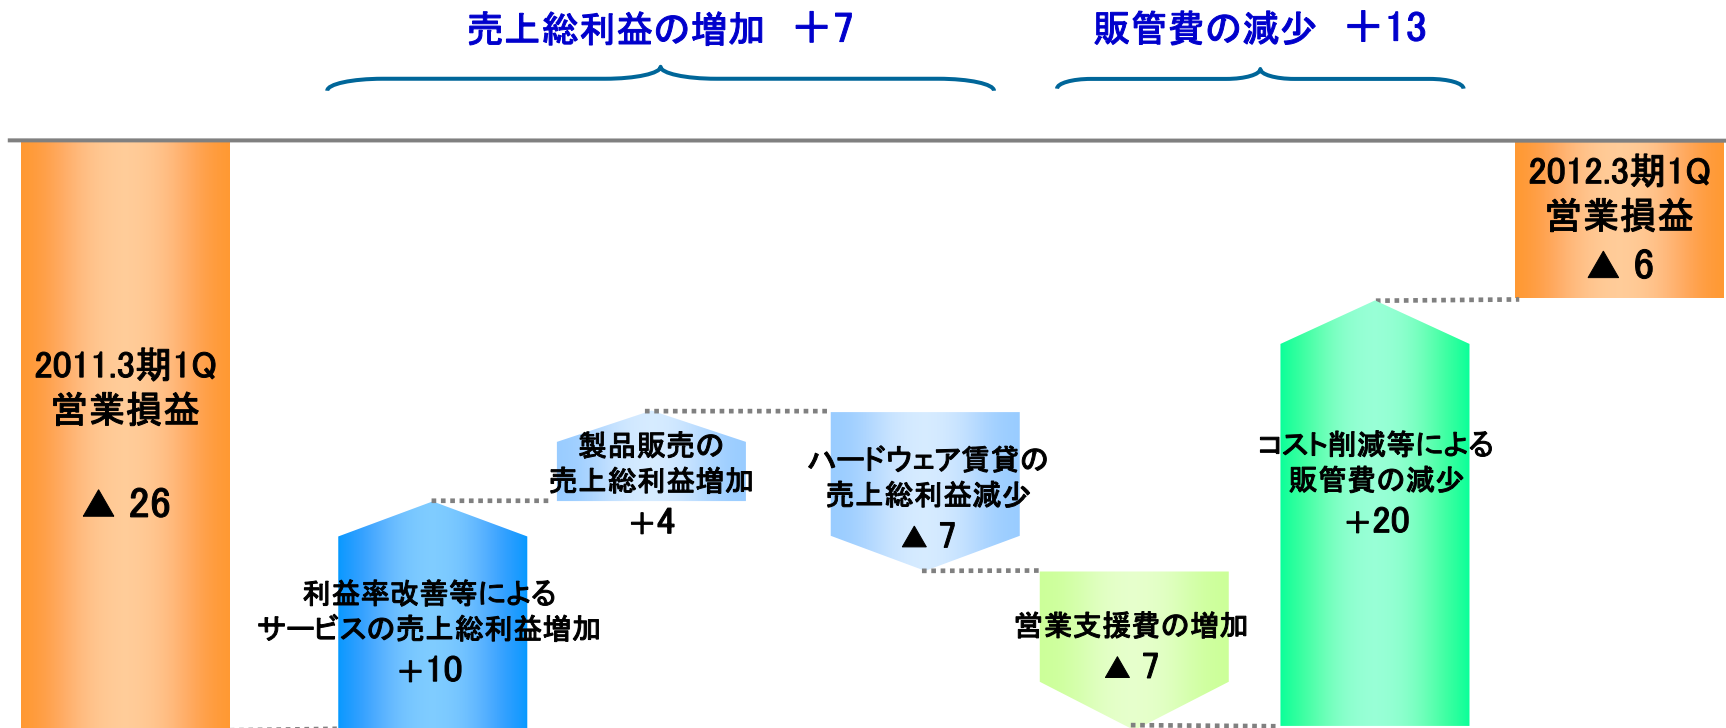 売上総利益の増加 ＋7
販管費の減少 ＋13
2011.3期1Q
営業損益
▲ 26
利益率改善等による
サービスの売上総利益増加
＋10
製品販売の
売上総利益増加
＋4
ハードウェア賃貸の
売上総利益減少
▲ 7
営業支援費の増加
▲ 7
コスト削減等による
販管費の減少
＋20
2012.3期1Q
営業損益
▲ 6